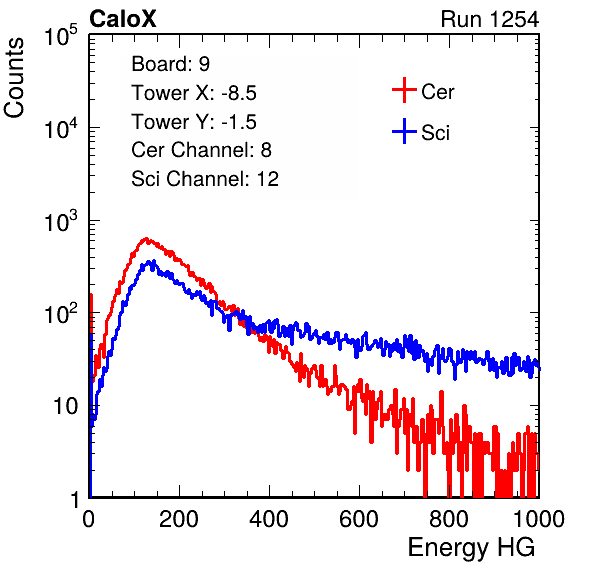 CaloX Run 1254
Counts
10^5
10^4
10^3
10^2
10
1
Board: 9
Tower X: -8.5
Tower Y: -1.5
Cer Channel: 8
Sci Channel: 12
Cer
Sci
0 200 400 600 800 1000
Energy HG